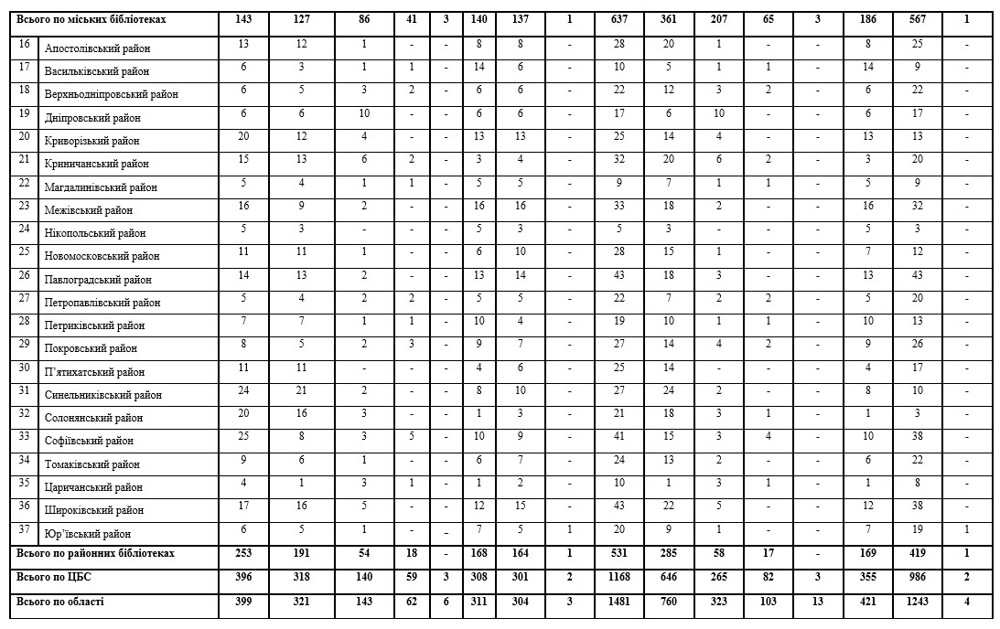 Всього по міських бібліотеках 143 127 86 41 3 140 137 1 637 361 207 65 3 186 567 1
16 Апостолівський район 13 12 1 - - 8 8 - 28 20 1 - - 8 25 -
17 Васильківський район 6 3 1 1 - 14 6 - 10 5 1 1 - 14 9 -
18 Верхньодніпровський район 6 5 3 2 - 6 6 - 22 12 3 2 - 6 22 -
19 Дніпровський район 6 6 10 - - 6 6 - 17 6 10 - - 6 17 -
20 Криворізький район 20 12 4 - - 13 13 - 25 14 4 - - 13 13 -
21 Криничанський район 15 13 6 2 - 3 4 - 32 20 6 2 - 3 20 -
22 Магдалинівський район 5 4 1 1 - 5 5 - 9 7 1 1 - 5 9 -
23 Межівський район 16 9 2 - - 16 16 - 33 18 2 - - 16 32 -
24 Нікопольський район 5 3 - - - 5 3 - 5 3 - - - 5 3 -
25 Новомосковський район 11 11 1 - - 6 10 - 28 15 1 - - 7 12 -
26 Павлоградський район 14 13 2 - - 13 14 - 43 18 3 - - 13 43 -
27 Петропавлівський район 5 4 2 2 - 5 5 - 22 7 2 2 - 5 20 -
28 Петриківський район 7 7 1 1 - 10 4 - 19 10 1 1 - 10 13 -
29 Покровський район 8 5 2 3 - 9 7 - 27 14 4 2 - 9 26 -
30 П’ятихатський район 11 11 - - - 4 6 - 25 14 - - - 4 17 -
31 Синельниківський район 24 21 2 - - 8 10 - 27 24 2 - - 8 10 -
32 Солонянський район 20 16 3 - - 1 3 - 21 18 3 1 - 1 3 -
33 Софіївський район 25 8 3 5 - 10 9 - 41 15 3 4 - 10 38 -
34 Томаківський район 9 6 1 - - 6 7 - 24 13 2 - - 6 22 -
35 Царичанський район 4 1 3 1 - 1 2 - 10 1 3 1 - 1 8 -
36 Широківський район 17 16 5 - - 12 15 - 43 22 5 - - 12 38 -
37 Юр’ївський район 6 5 1 - - 7 5 1 20 9 1 - - 7 19 1
Всього по районних бібліотеках 253 191 54 18 - 168 164 1 531 285 58 17 - 169 419 1
Всього по ЦБС 396 318 140 59 3 308 301 2 1168 646 265 82 3 355 986 2
Всього по області 399 321 143 62 6 311 304 3 1481 760 323 103 13 421 1243 4